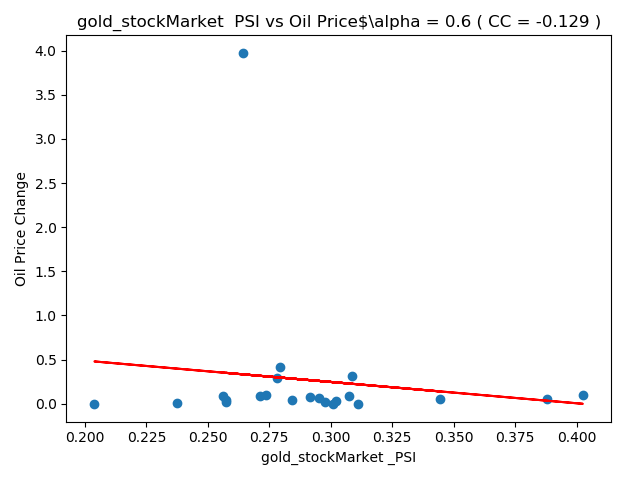 gold_stockMarket  PSI vs Oil Price$\alpha = 0.6 ( CC = -0.129 )
4.0
3.5
3.0
2.5
2.0
1.5
1.0
0.5
0.0
Oil Price Change
0.200 0.225 0.250 0.275 0.300 0.325 0.350 0.375 0.400
gold_stockMarket _PSI